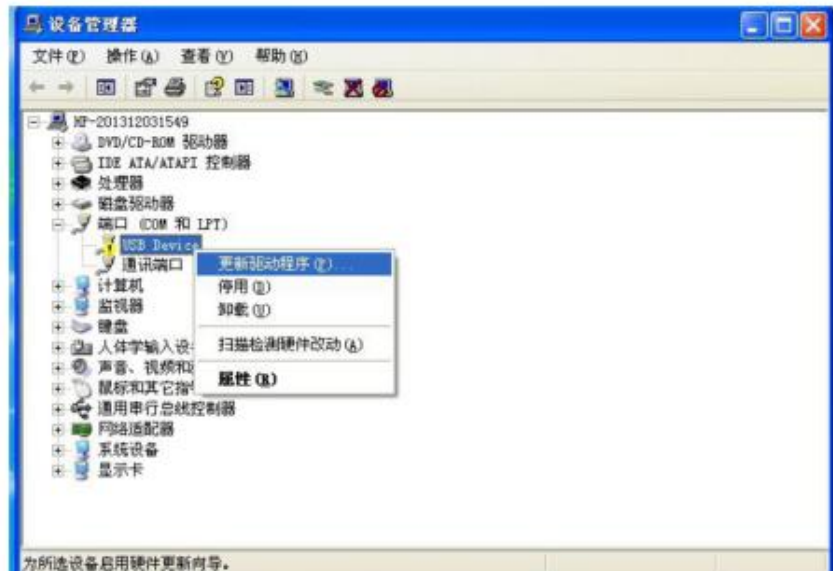 设备管理器
文件(F) 操作(A) 查看(V) 帮助(H)
HP-201312031549
DVD/CD-ROM 驱动器
IDE ATA/ATAPI 控制器
处理器
磁盘驱动器
端口 (COM 和 LPT)
USB Device
通讯端口
更新驱动程序(P)...
计算机
停用(D)
监视器
卸载(U)
键盘
人体学输入设
扫描检测硬件改动(A)
声音、视频和
鼠标和其它指
属性(R)
通用串行总线控制器
网络适配器
系统设备
显示卡
为所选设备启用硬件更新向导。